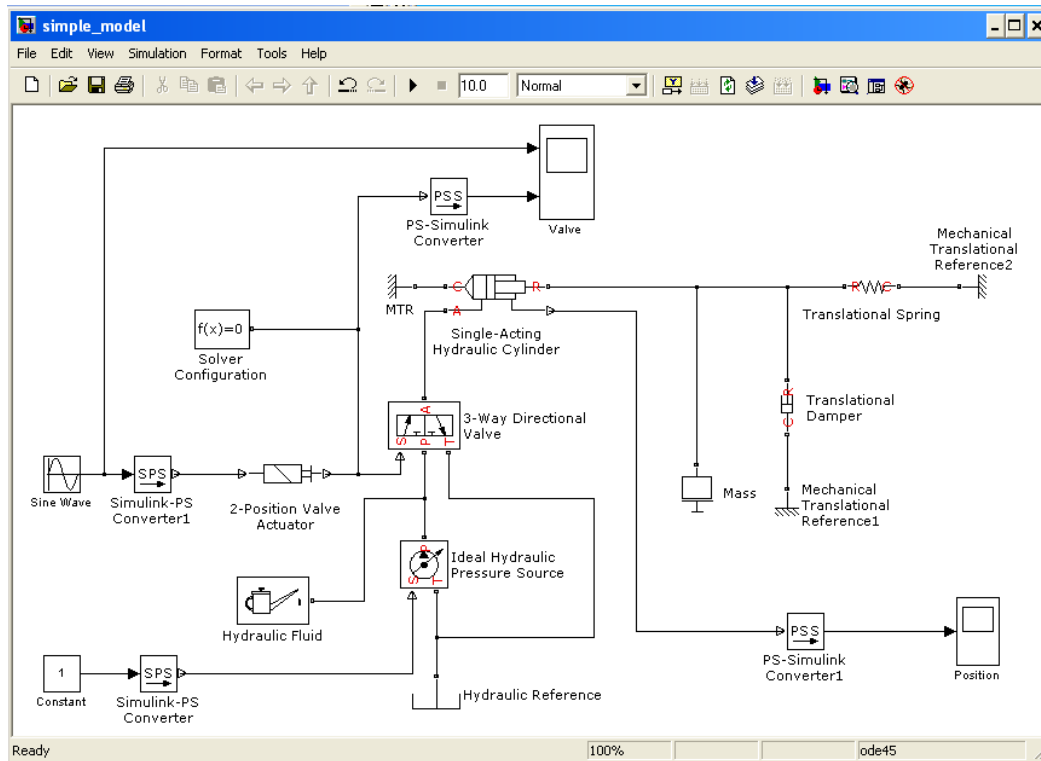 simple_model
File Edit View Simulation Format Tools Help
10.0 Normal
Valve
PSS
PS-Simulink
Converter
Mechanical
Translational
Reference2
C R
MTR
A
R C
Translational Spring
Single-Acting
Hydraulic Cylinder
f(x)=0
Solver
Configuration
A
S P T
3-Way Directional
Valve
R
C
Translational
Damper
Sine Wave
SPS
Simulink-PS
Converter1
2-Position Valve
Actuator
Mass
Mechanical
Translational
Reference1
P
S T
Ideal Hydraulic
Pressure Source
Hydraulic Fluid
1
Constant
SPS
Simulink-PS
Converter
Hydraulic Reference
PSS
PS-Simulink
Converter1
Position
Ready 100% ode45